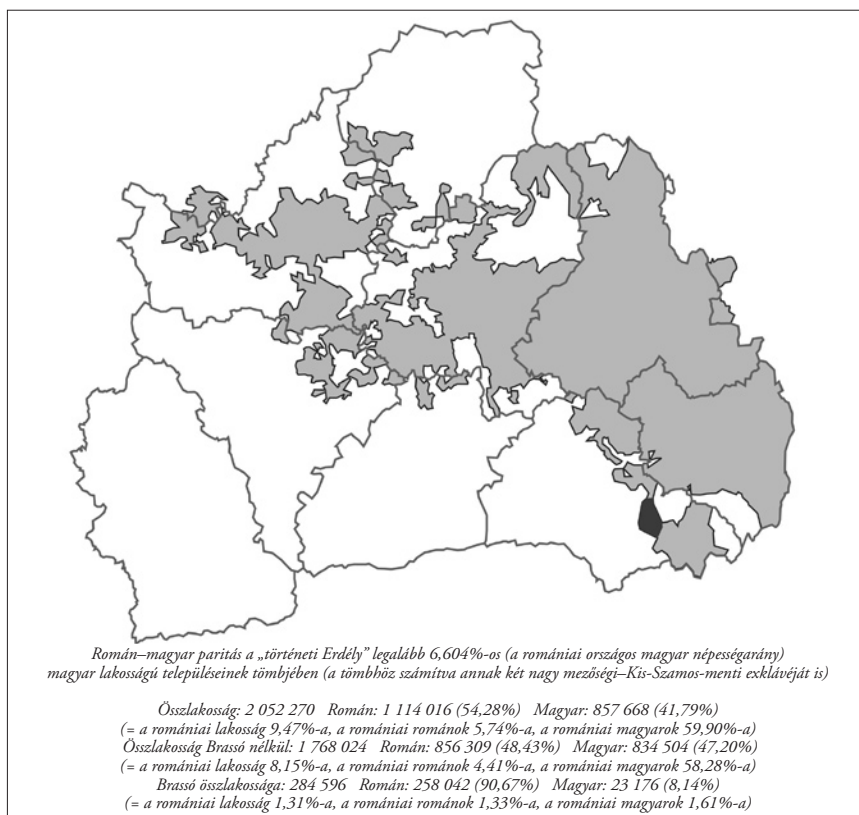 Román–magyar paritás a „történeti Erdély” legalább 6,604%-os (a romániai országos magyar népességarány)
magyar lakosságú településeinek tömbjében (a tömbhöz számítva annak két nagy mezőségi–Kis-Szamos-menti exklávéját is)
Összlakosság: 2 052 270 Román: 1 114 016 (54,28%) Magyar: 857 668 (41,79%)
(= a romániai lakosság 9,47%-a, a romániai románok 5,74%-a, a romániai magyarok 59,90%-a)
Összlakosság Brassó nélkül: 1 768 024 Román: 856 309 (48,43%) Magyar: 834 504 (47,20%)
(= a romániai lakosság 8,15%-a, a romániai románok 4,41%-a, a romániai magyarok 58,28%-a)
Brassó összlakossága: 284 596 Román: 258 042 (90,67%) Magyar: 23 176 (8,14%)
(= a romániai lakosság 1,31%-a, a romániai románok 1,33%-a, a romániai magyarok 1,61%-a)